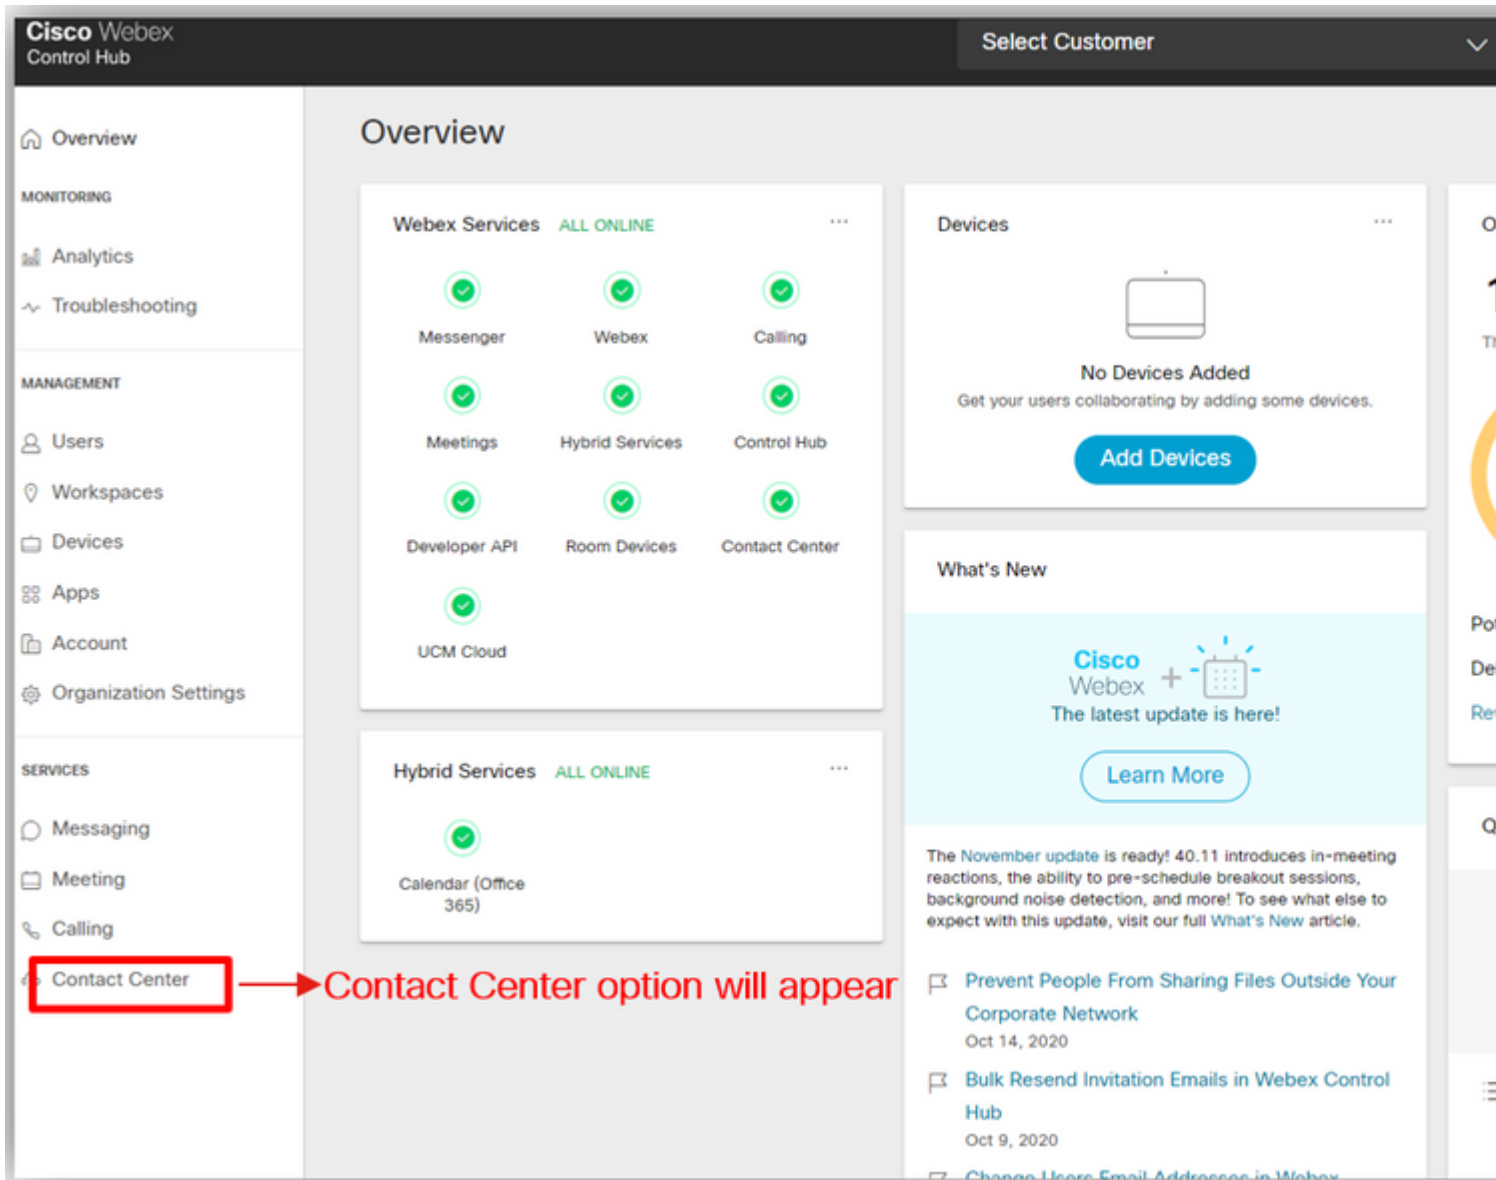 Cisco Webex
Control Hub
Select Customer
Overview
MONITORING
Analytics
Troubleshooting
MANAGEMENT
Users
Workspaces
Devices
Apps
Account
Organization Settings
SERVICES
Messaging
Meeting
Calling
Contact Center
Contact Center option will appear
Overview
Webex Services ALL ONLINE
Messenger Webex Calling
Meetings Hybrid Services Control Hub
Developer API Room Devices Contact Center
UCM Cloud
Hybrid Services ALL ONLINE
Calendar (Office
365)
Devices
No Devices Added
Get your users collaborating by adding some devices.
Add Devices
What's New
Cisco
Webex +
The latest update is here!
Learn More
The November update is ready! 40.11 introduces in-meeting
reactions, the ability to pre-schedule breakout sessions,
background noise detection, and more! To see what else to
expect with this update, visit our full What's New article.
Prevent People From Sharing Files Outside Your
Corporate Network
Oct 14, 2020
Bulk Resend Invitation Emails in Webex Control
Hub
Oct 9, 2020
Change Users Email Addresses in Webex